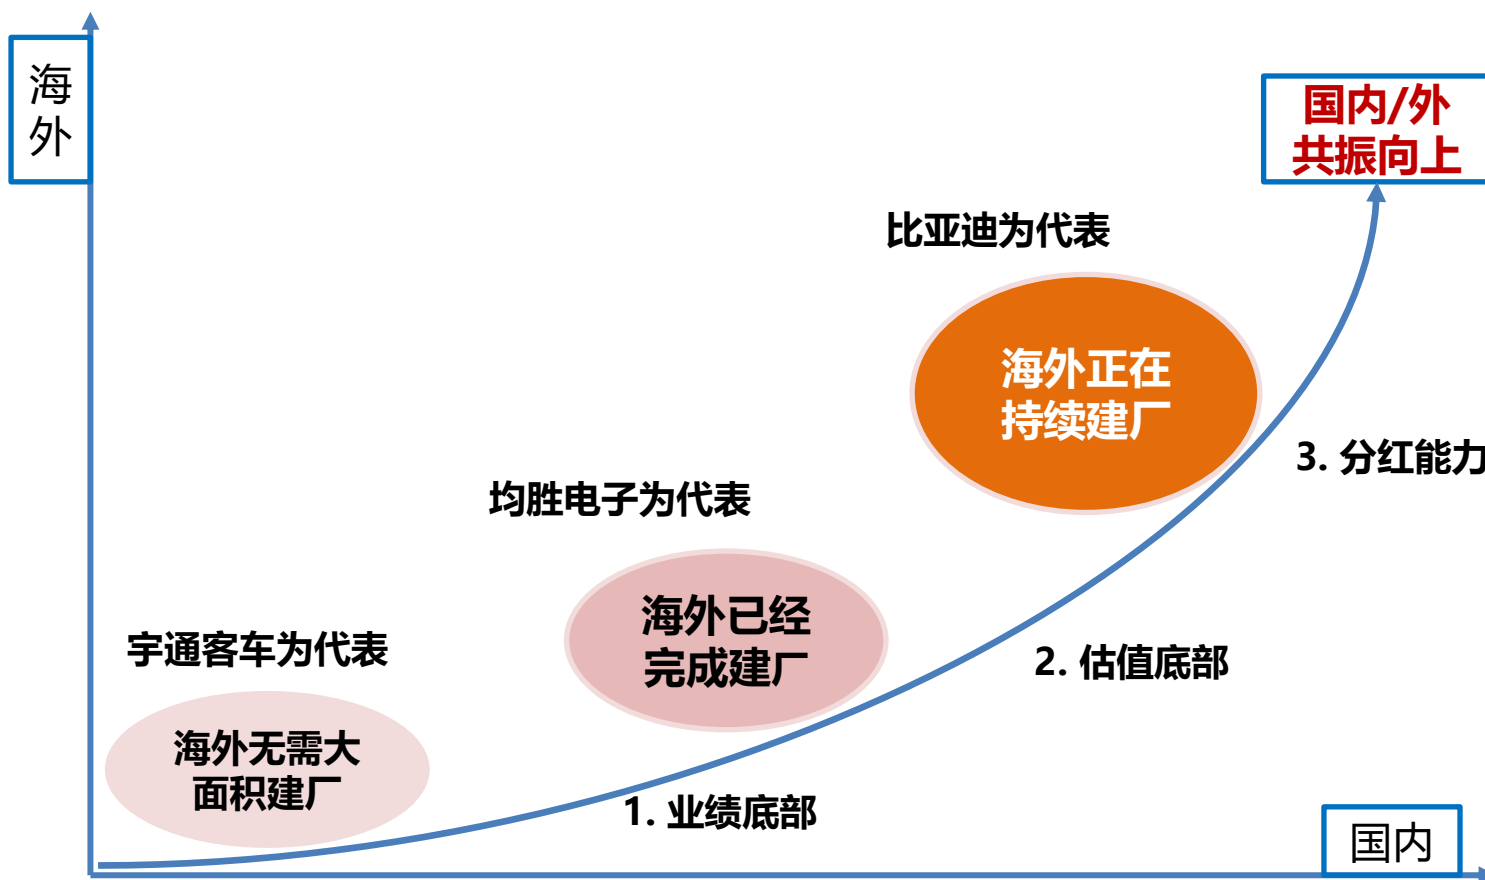 海
外
国内/外
共振向上
比亚迪为代表
海外正在
持续建厂
3. 分红能力
均胜电子为代表
海外已经
完成建厂
宇通客车为代表
2. 估值底部
海外无需大
面积建厂
1. 业绩底部
国内